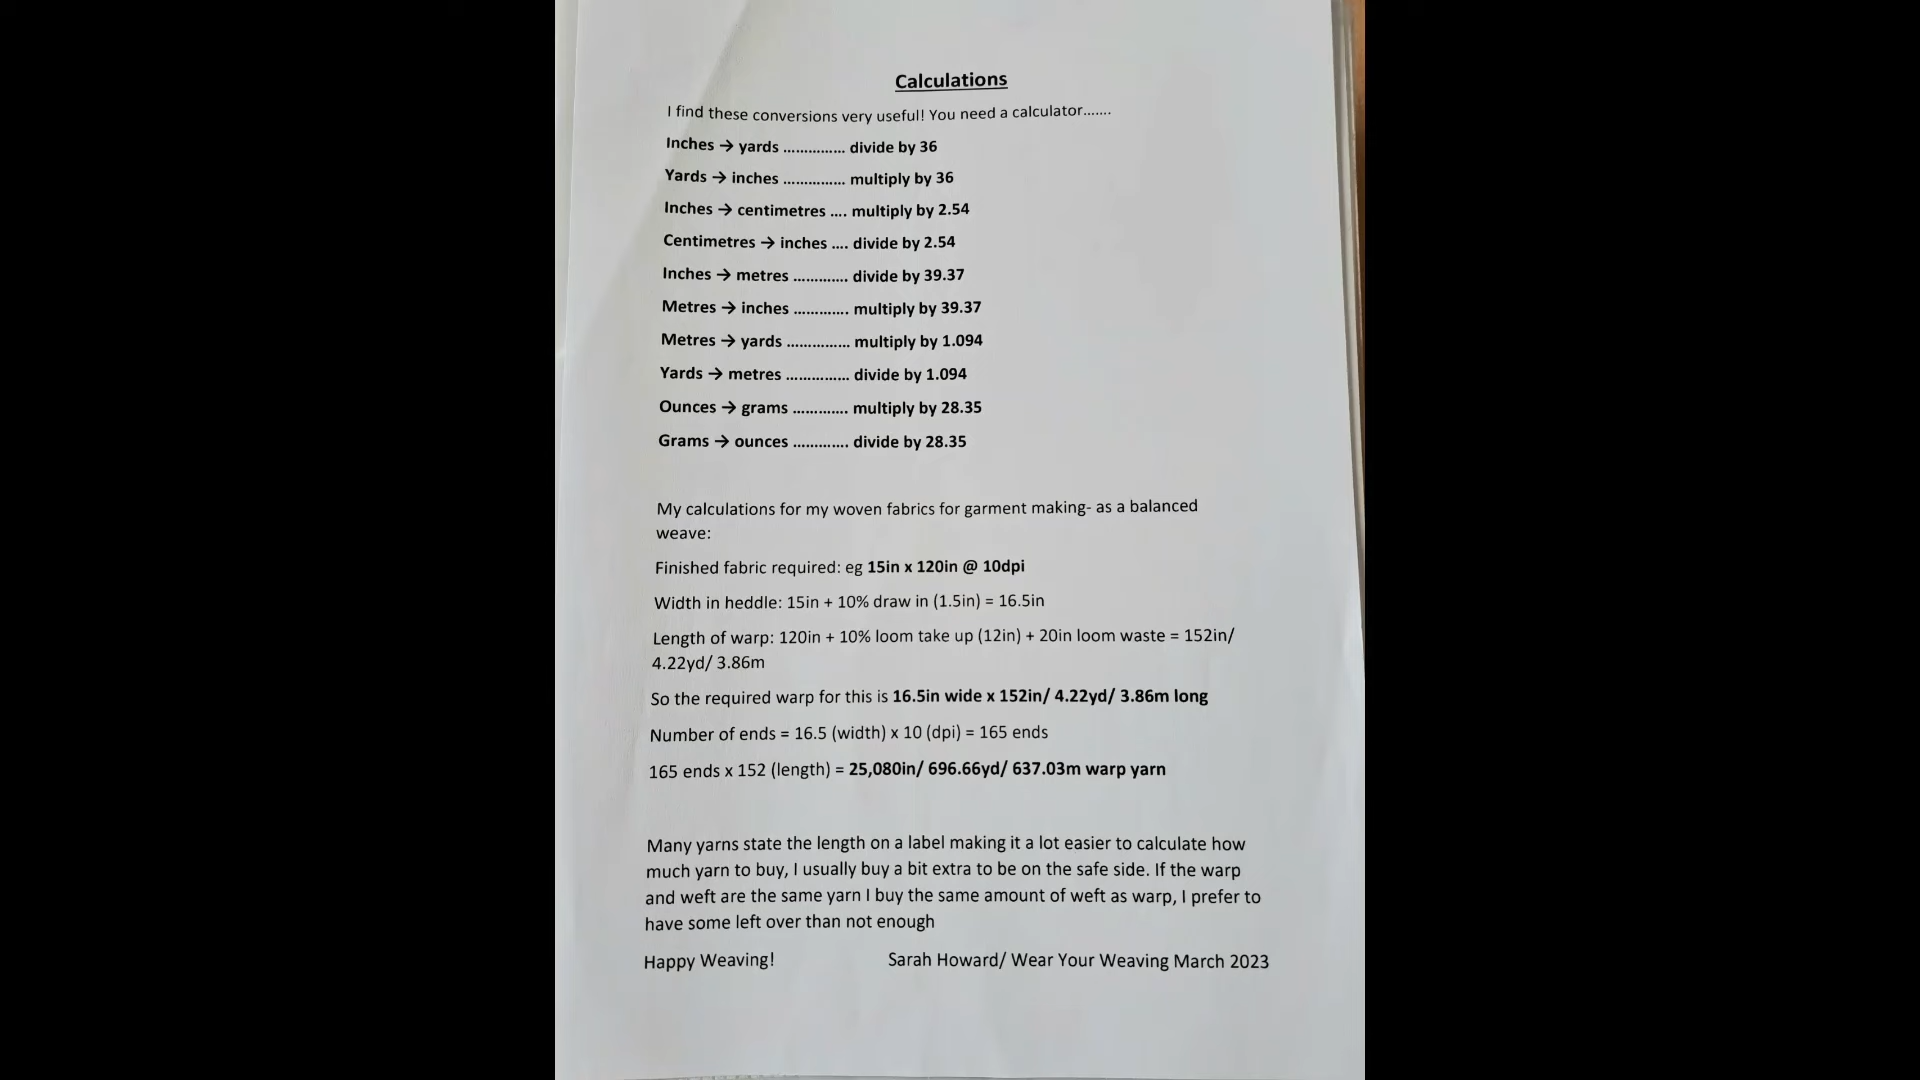 Calculations
I find these conversions very useful! You need a calculator.......
Inches → yards .............. divide by 36
Yards → inches .............. multiply by 36
Inches → centimetres .... multiply by 2.54
Centimetres → inches .... divide by 2.54
Inches → metres ............. divide by 39.37
Metres → inches ............. multiply by 39.37
Metres → yards ............... multiply by 1.094
Yards → metres ............... divide by 1.094
Ounces → grams ............. multiply by 28.35
Grams → ounces ............. divide by 28.35
My calculations for my woven fabrics for garment making- as a balanced
weave:
Finished fabric required: eg 15in x 120in @ 10dpi
Width in heddle: 15in + 10% draw in (1.5in) = 16.5in
Length of warp: 120in + 10% loom take up (12in) + 20in loom waste = 152in/
4.22yd/ 3.86m
So the required warp for this is 16.5in wide x 152in/ 4.22yd/ 3.86m long
Number of ends = 16.5 (width) x 10 (dpi) = 165 ends
165 ends x 152 (length) = 25,080in/ 696.66yd/ 637.03m warp yarn
Many yarns state the length on a label making it a lot easier to calculate how
much yarn to buy, I usually buy a bit extra to be on the safe side. If the warp
and weft are the same yarn I buy the same amount of weft as warp, I prefer to
have some left over than not enough
Happy Weaving! Sarah Howard/ Wear Your Weaving March 2023